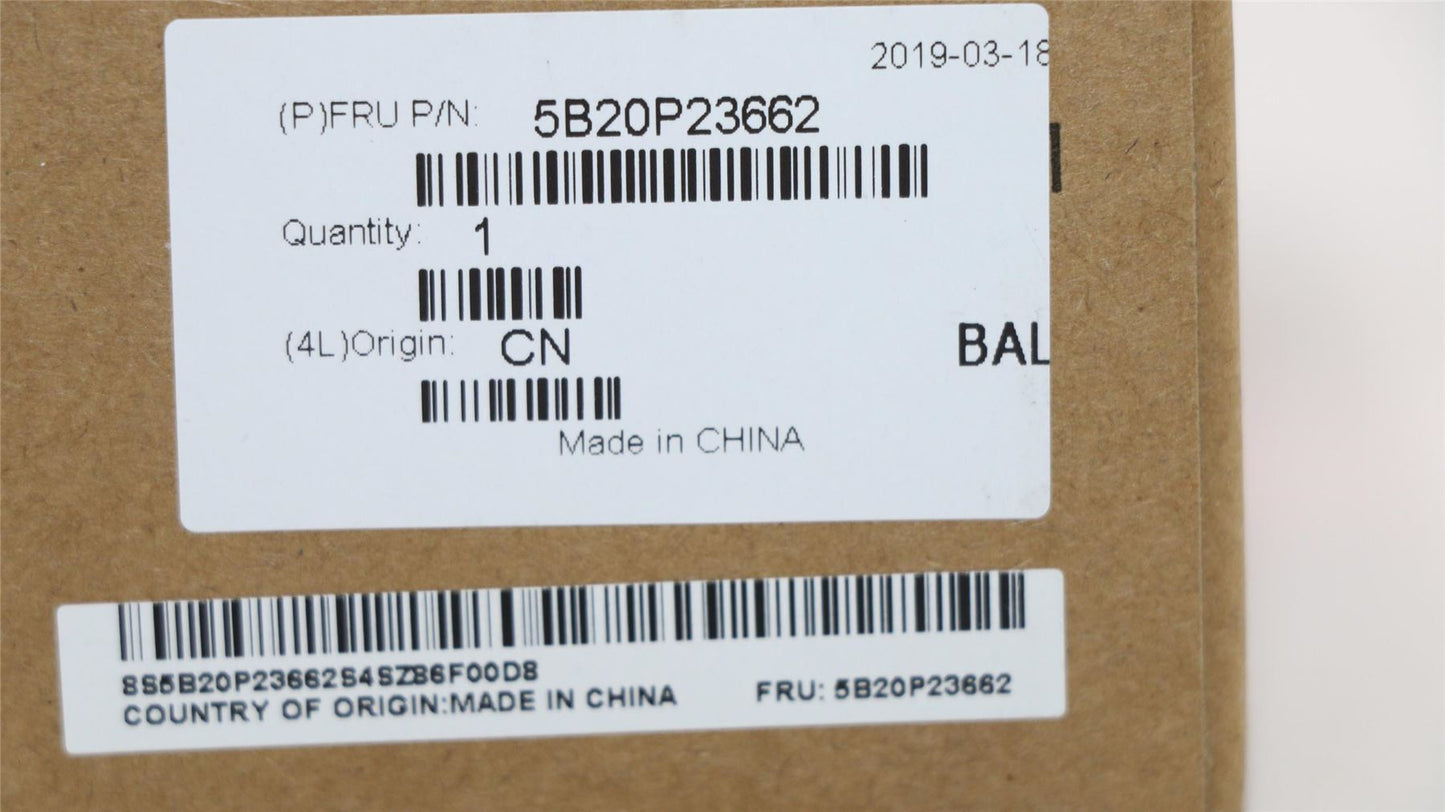 2019-03-18
(P)FRU P/N: 5B20P23662
Quantity: 1
(4L)Origin: CN
BAL
Made in CHINA
8S5B20P23662S4SZ86F00D8
COUNTRY OF ORIGIN:MADE IN CHINA
FRU: 5B20P23662